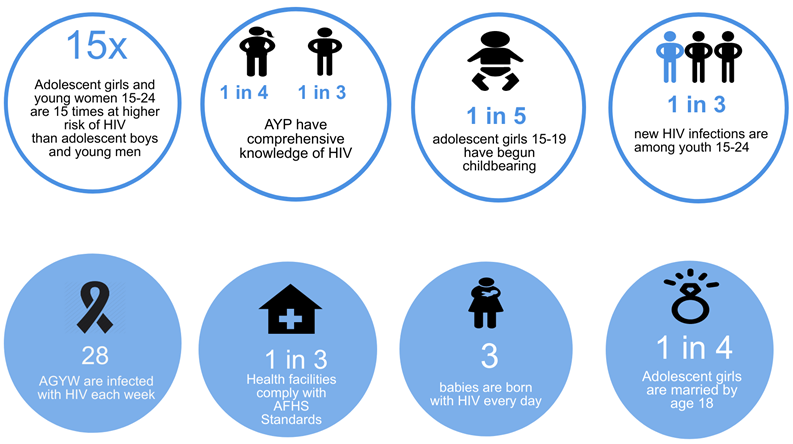 15x
Adolescent girls and
young women 15-24
are 15 times at higher
risk of HIV
than adolescent boys
and young men
1 in 4 1 in 3
AYP have
comprehensive
knowledge of HIV
1 in 5
adolescent girls 15-19
have begun
childbearing
1 in 3
new HIV infections are
among youth 15-24
28
AGYW are infected
with HIV each week
1 in 3
Health facilities
comply with
AFHS
Standards
3
babies are born
with HIV every day
1 in 4
Adolescent girls
are married by
age 18